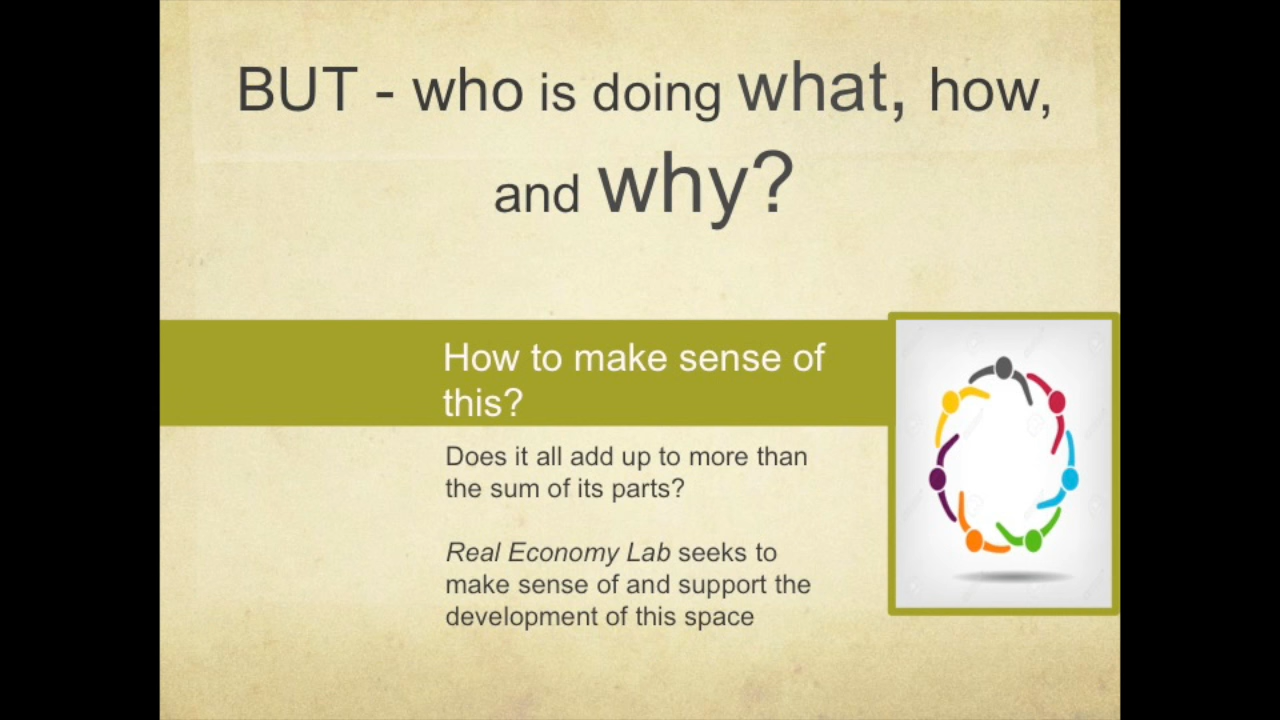 BUT - who is doing what, how,
and why?
How to make sense of
this?
Does it all add up to more than
the sum of its parts?
Real Economy Lab seeks to
make sense of and support the
development of this space